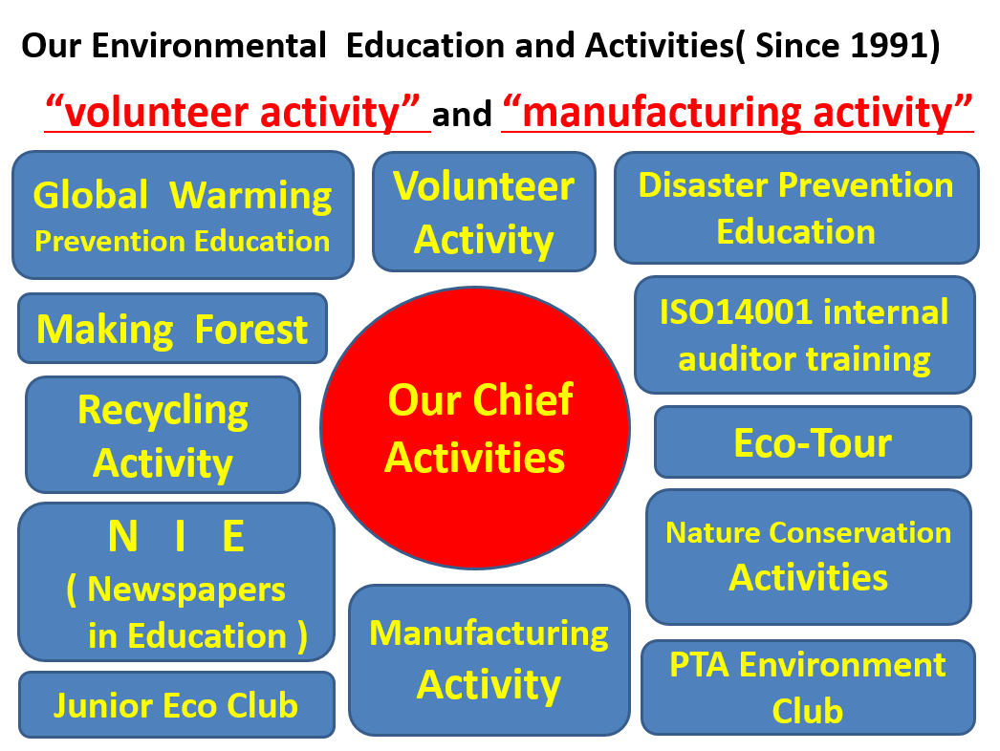 Our Environmental Education and Activities( Since 1991)
“volunteer activity” and “manufacturing activity”
Global Warming
Prevention Education
Volunteer
Activity
Disaster Prevention
Education
Making Forest
ISO14001 internal
auditor training
Our Chief
Activities
Recycling
Activity
Eco-Tour
N I E
( Newspapers
in Education )
Nature Conservation
Activities
Manufacturing
Activity
Junior Eco Club
PTA Environment
Club